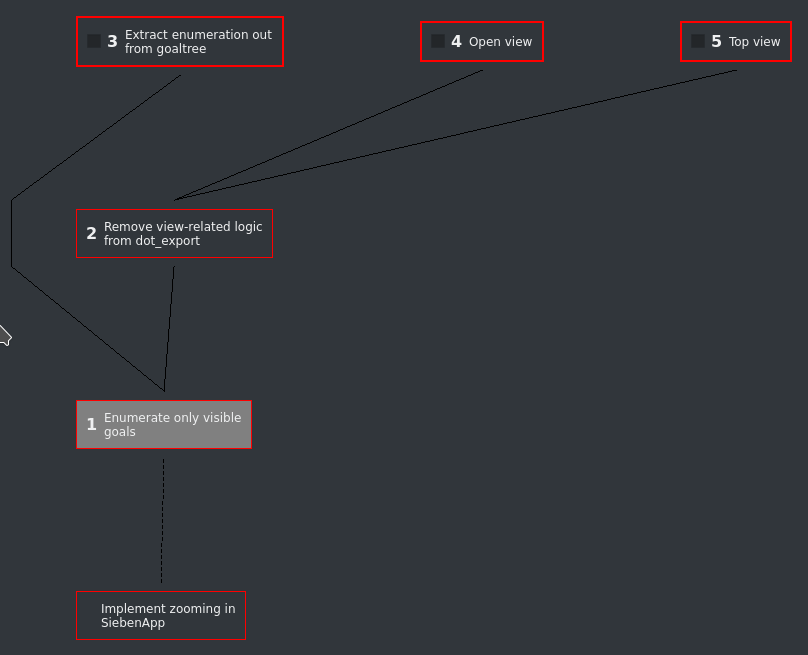 3 Extract enumeration out
from goaltree
4 Open view
5 Top view
2 Remove view-related logic
from dot_export
1 Enumerate only visible
goals
Implement zooming in
SiebenApp